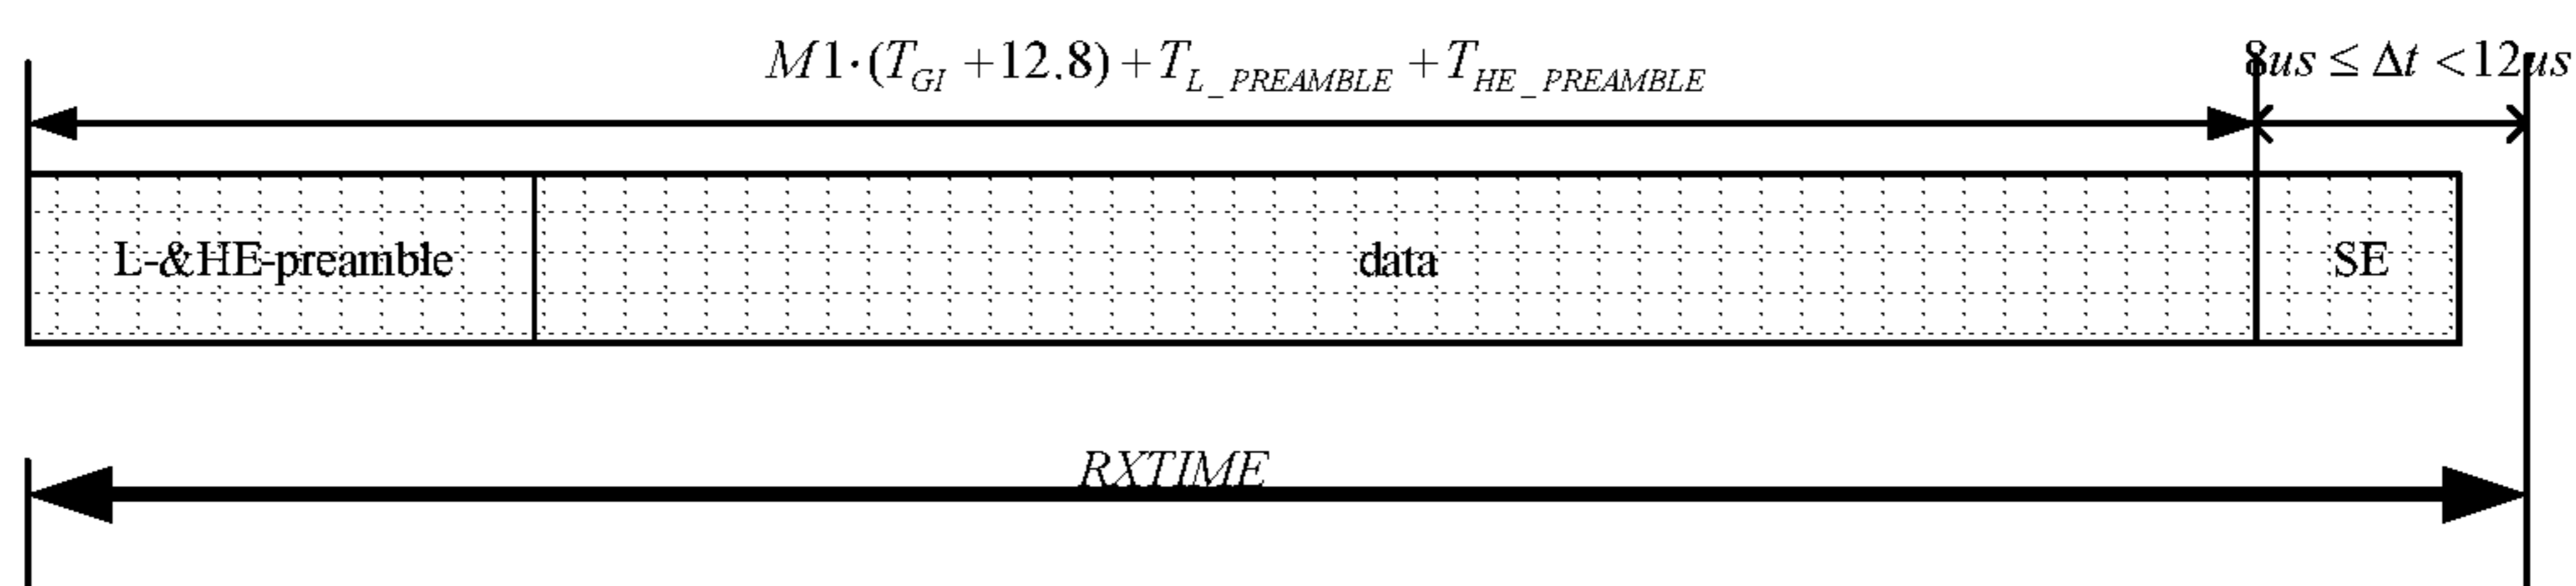 M1·(T_GI +12.8)+T_L_PREAMBLE +T_HE_PREAMBLE
8us ≤ Δt <12us
L-&HE-preamble
data
SE
RXTIME